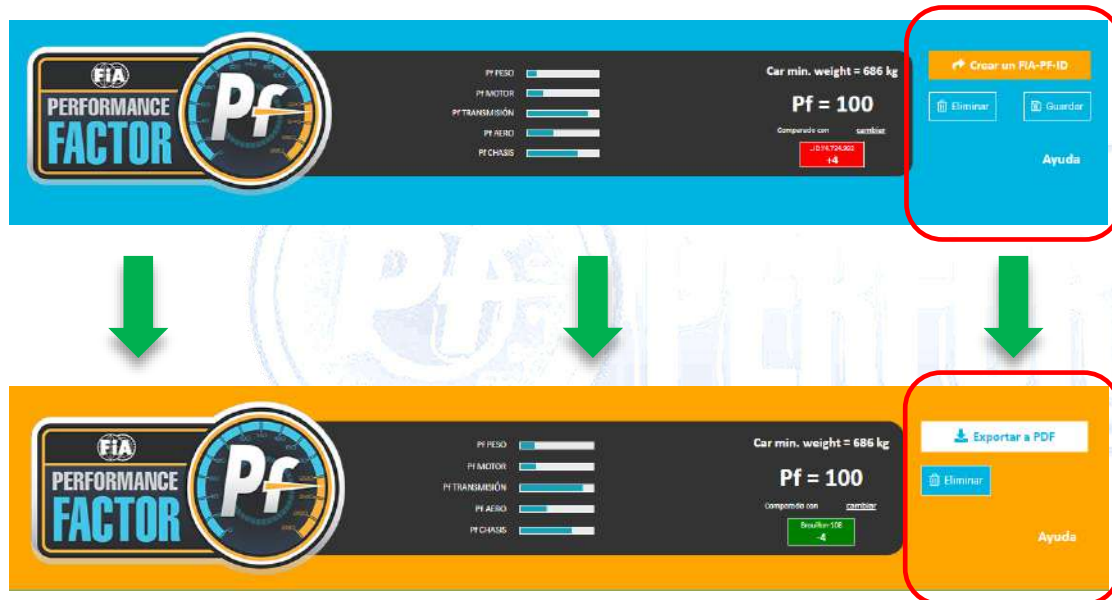 FiA
PERFORMANCE
FACTOR
Pf
Pf PESO
Pf MOTOR
Pf TRANSMISIÓN
Pf AERO
Pf CHASIS
Car min. weight = 686 kg
Pf = 100
Comparado con cambiar
+4
Crear un FIA-PF-ID
Eliminar Guardar
Ayuda
FiA
PERFORMANCE
FACTOR
Pf
Pf PESO
Pf MOTOR
Pf TRANSMISIÓN
Pf AERO
Pf CHASIS
Car min. weight = 686 kg
Pf = 100
Comparado con cambiar
Brouillon-108
-4
Exportar a PDF
Eliminar
Ayuda